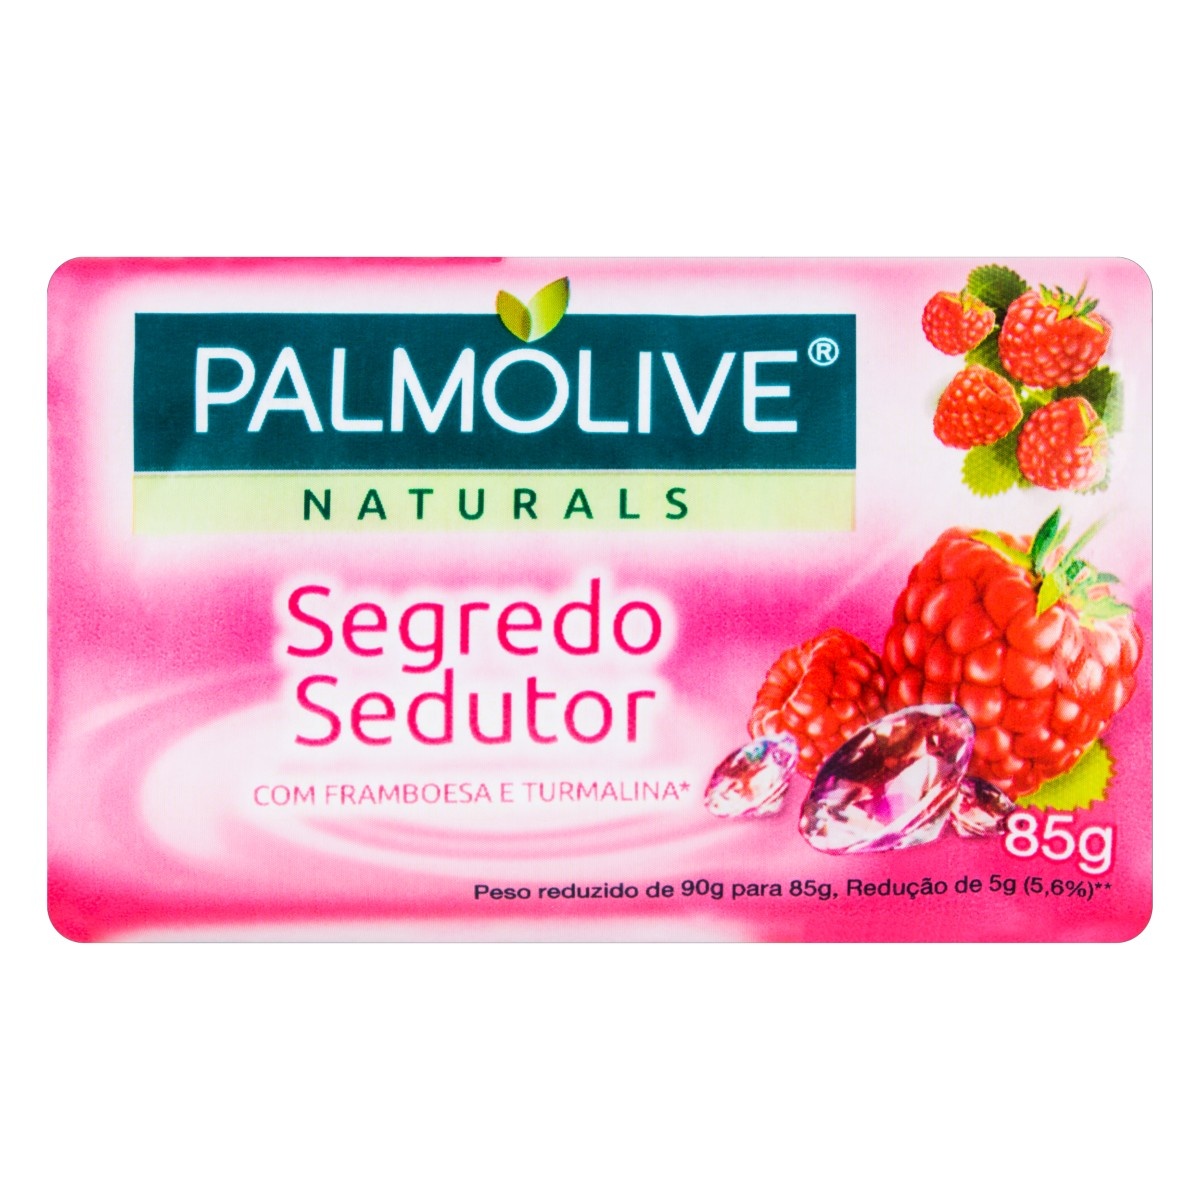 PALMOLIVE®
NATURALS
Segredo
Sedutor
COM FRAMBOESA E TURMALINA*
85g
Peso reduzido de 90g para 85g, Redução de 5g (5,6%)**